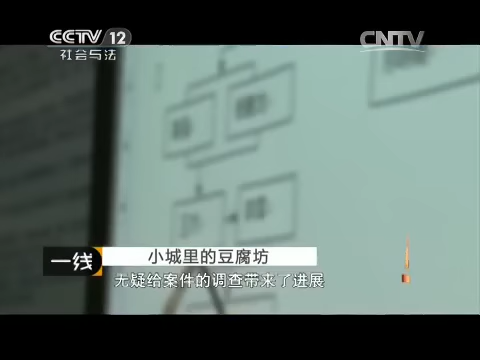 CCTV 12
社会与法
CNTV
一线
小城里的豆腐坊
无疑给案件的调查带来了进展